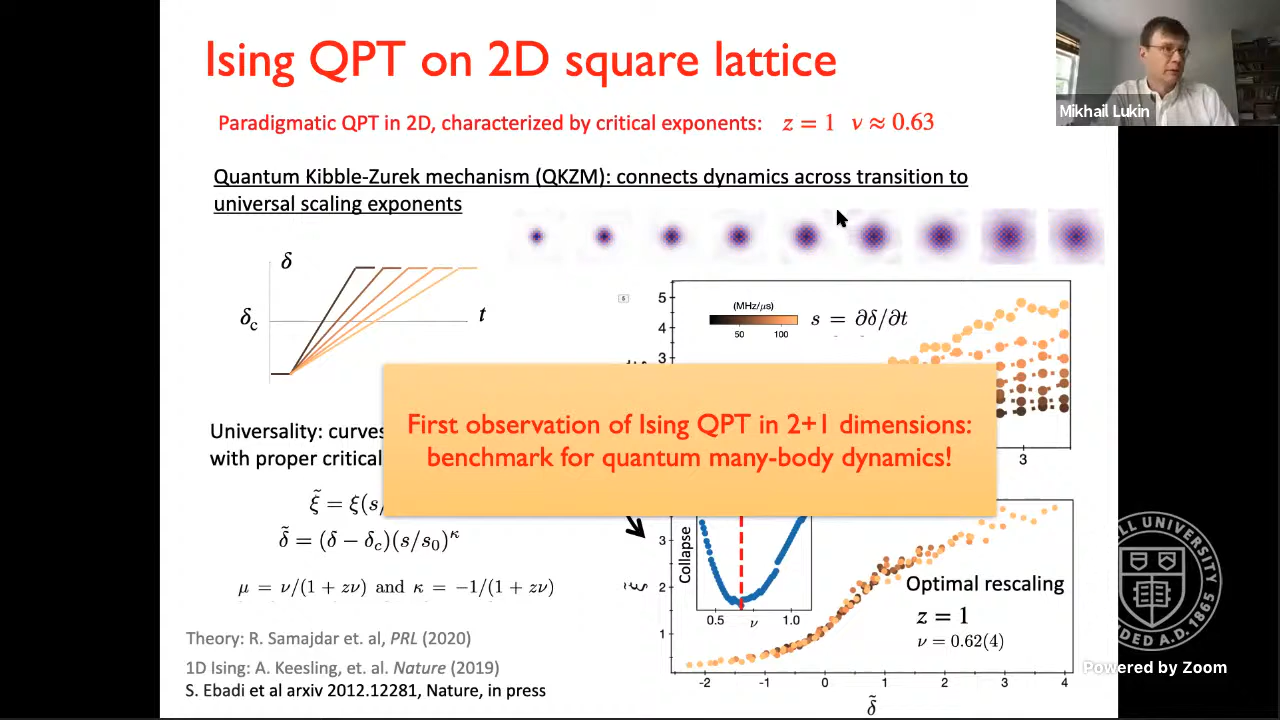 Ising QPT on 2D square lattice
Mikhail Lukin
Paradigmatic QPT in 2D, characterized by critical exponents: z = 1 ν ≈ 0.63
Quantum Kibble-Zurek mechanism (QKZM): connects dynamics across transition to
universal scaling exponents
δ
δc
t
5
4
3
(MHz/μs)
50 100
s = ∂δ/∂t
3
First observation of Ising QPT in 2+1 dimensions:
benchmark for quantum many-body dynamics!
Universality: curves
with proper critical
ξ̃ = ξ(s/
δ̃ = (δ − δc)(s/s0)^κ
μ = ν/(1 + zν) and κ = −1/(1 + zν)
Collapse
0.5 ν 1.0
ξ̃
3
2
1
Optimal rescaling
z = 1
ν = 0.62(4)
-2 -1 0 1 2 3 4
δ̃
Theory: R. Samajdar et. al, PRL (2020)
1D Ising: A. Keesling, et. al. Nature (2019)
S. Ebadi et al arxiv 2012.12281, Nature, in press
LL UNIVERSITY
DED A.D. 1865
Powered by Zoom